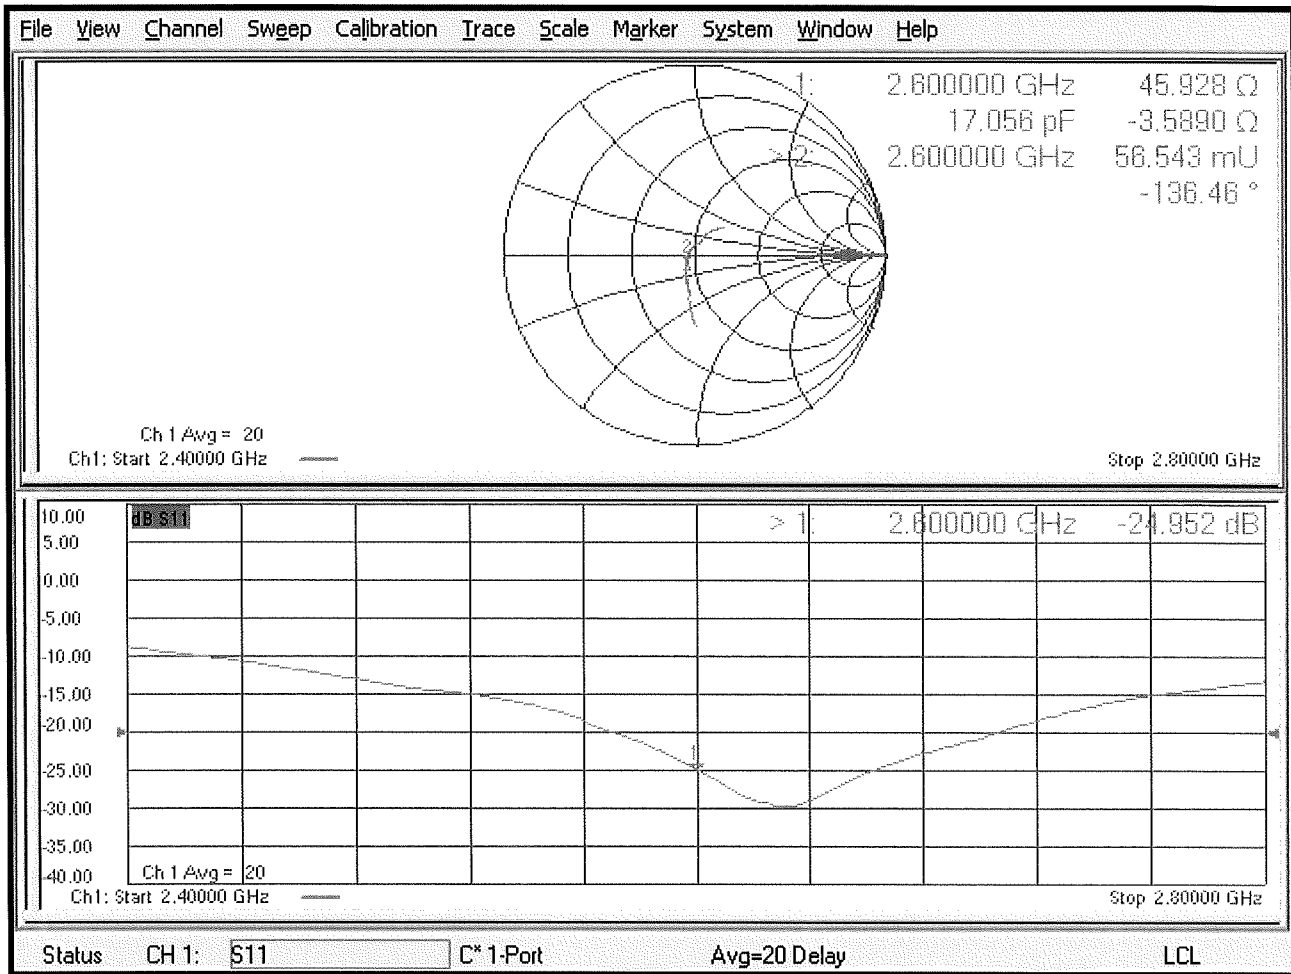 File View Channel Sweep Calibration Trace Scale Marker System Window Help
1: 2.600000 GHz 45.928 Ω
17.056 pF -3.5890 Ω
> 2: 2.600000 GHz 56.543 mU
-136.46 °
2
Ch 1 Avg = 20
Ch1: Start 2.40000 GHz Stop 2.80000 GHz
10.00 dB S11 > 1: 2.600000 GHz -24.952 dB
5.00
0.00
-5.00
-10.00
-15.00
-20.00
1
-25.00
-30.00
-35.00
-40.00 Ch 1 Avg = 20
Ch1: Start 2.40000 GHz Stop 2.80000 GHz
Status CH 1: S11 C* 1-Port Avg=20 Delay LCL